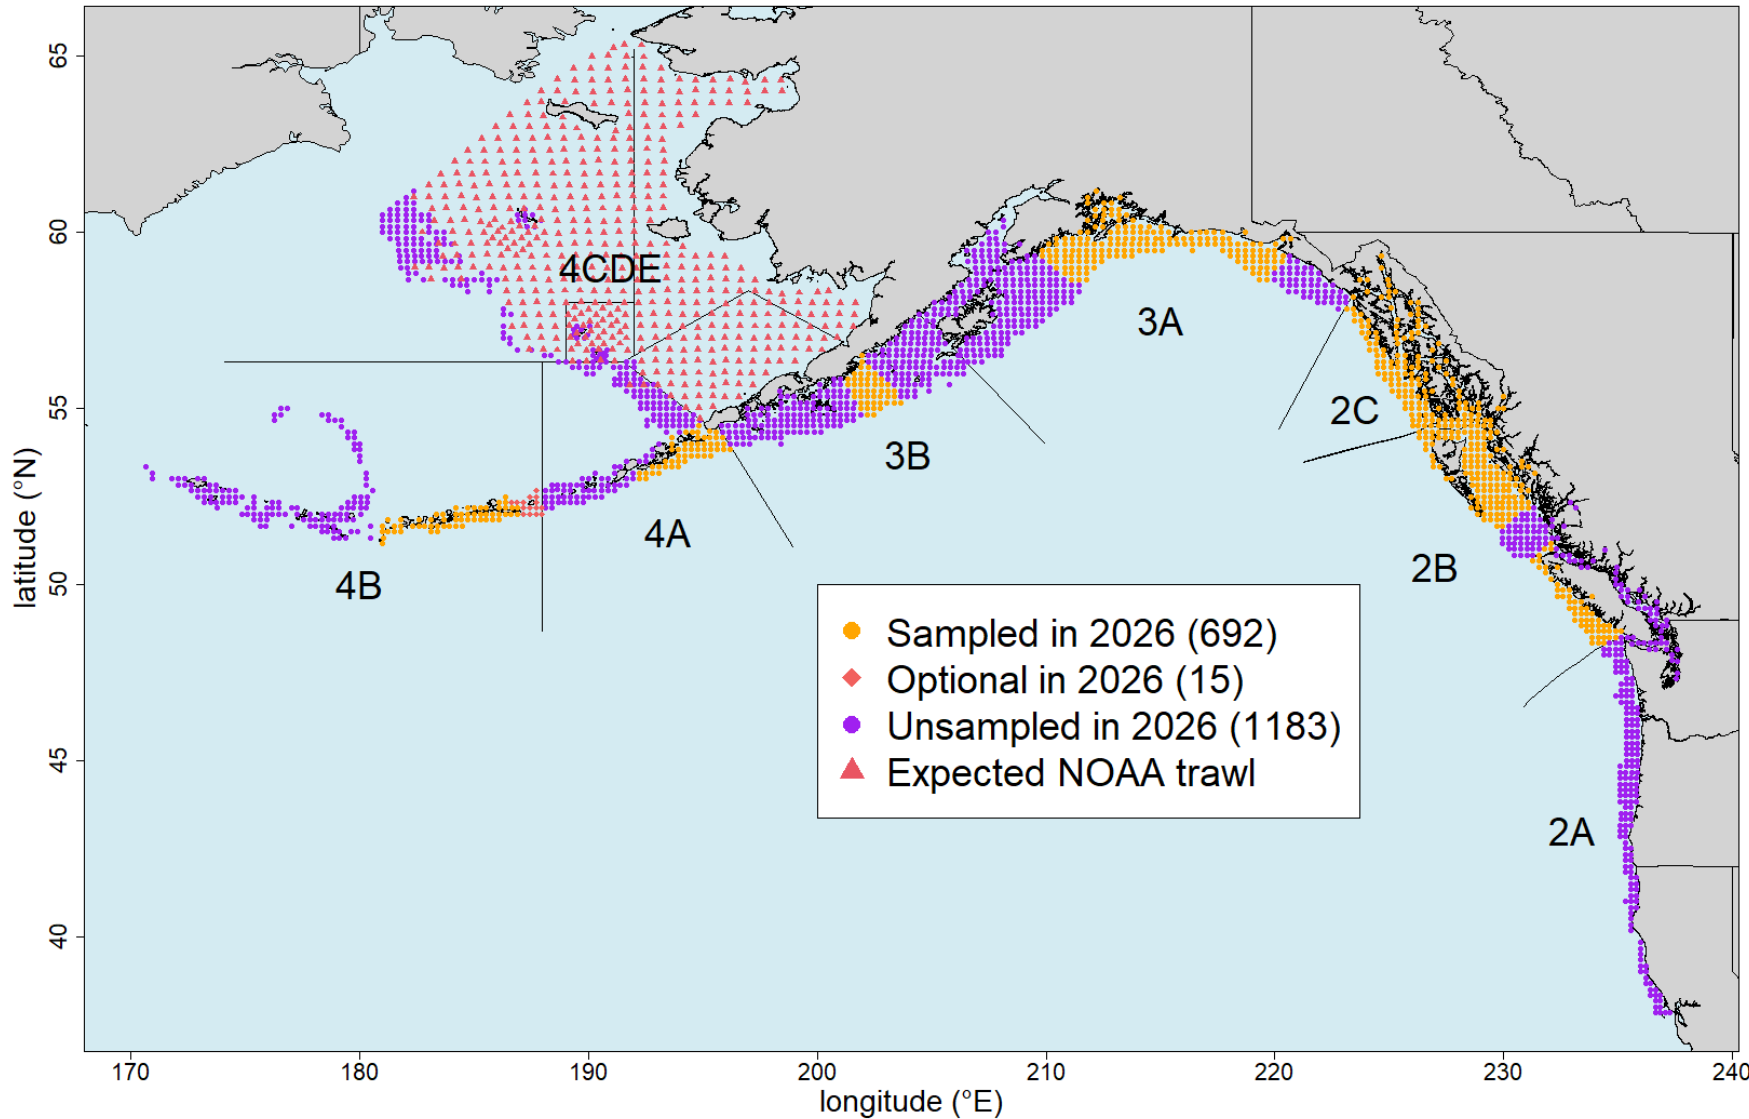 65
60
55
50
45
40
latitude (°N)
4CDE
3A
2C
3B
4A
2B
4B
2A
Sampled in 2026 (692)
Optional in 2026 (15)
Unsampled in 2026 (1183)
Expected NOAA trawl
170 180 190 200 210 220 230 240
longitude (°E)